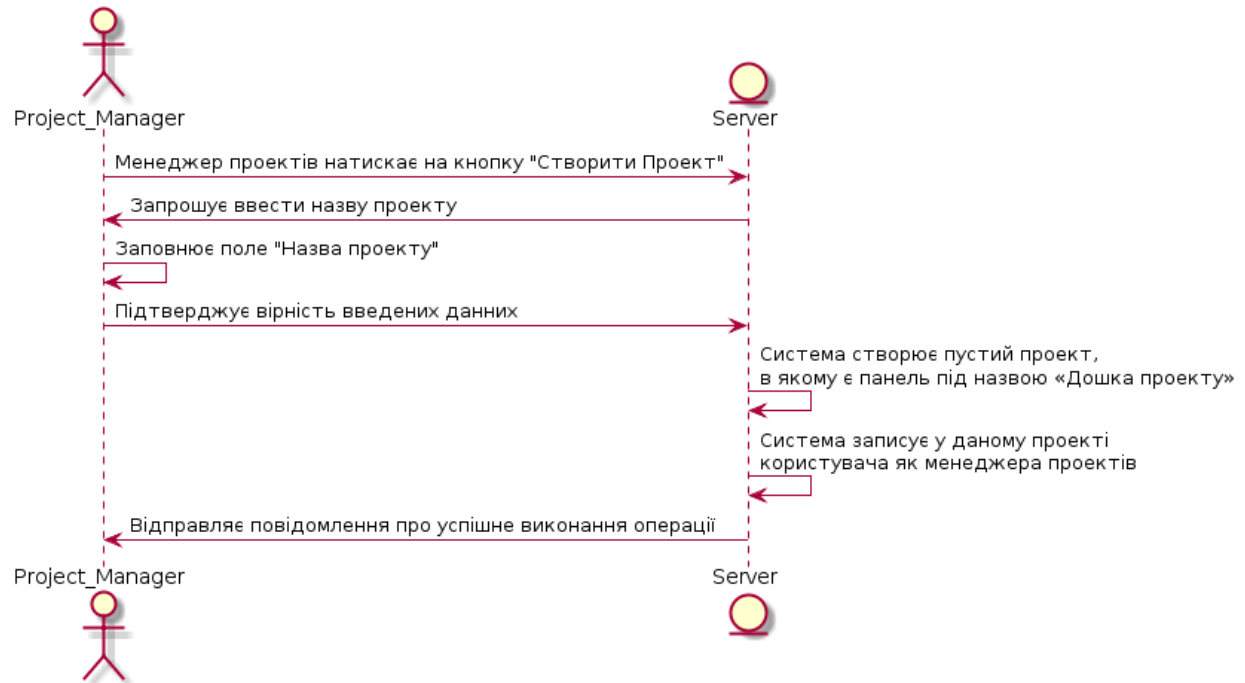 Project_Manager
Server
Менеджер проектів натискає на кнопку "Створити Проект"
Запрошує ввести назву проекту
Заповнює поле "Назва проекту"
Підтверджує вірність введених данних
Система створює пустий проект,
в якому є панель під назвою «Дошка проекту»
Система записує у даному проекті
користувача як менеджера проектів
Відправляє повідомлення про успішне виконання операції
Project_Manager
Server